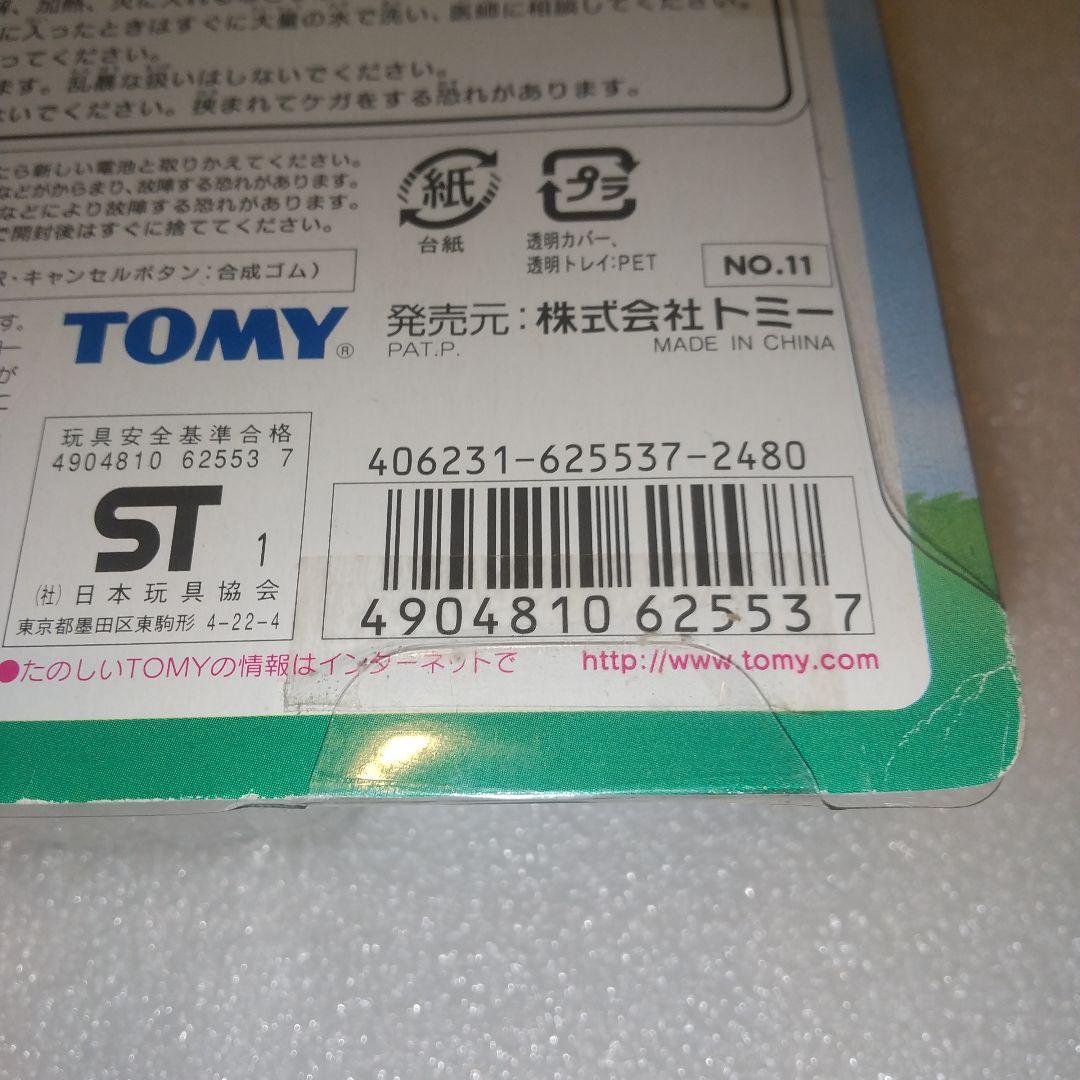 に入ったときはすぐに大量の水で洗い、医師に相談してください。
ってください。
ます。乱暴な扱いはしないでください。
ないでください。挟まれてケガをする恐れがあります。
たら新しい電池と取りかえてください。
などがからまり、故障する恐れがあります。
などにより故障する恐れがあります。
で開封後はすぐに捨ててください。
紙
台紙
プラ
透明カバー、
透明トレイ:PET
択・キャンセルボタン:合成ゴム)
NO.11
す。
TOMY®
発売元:株式会社トミー
PAT.P.
MADE IN CHINA
ー
が
に
玩具安全基準合格
4904810 62553 7
ST 1
(社)日本玩具協会
東京都墨田区東駒形 4-22-4
406231-625537-2480
4904810 62553 7
●たのしいTOMYの情報はインターネットで http://www.tomy.com